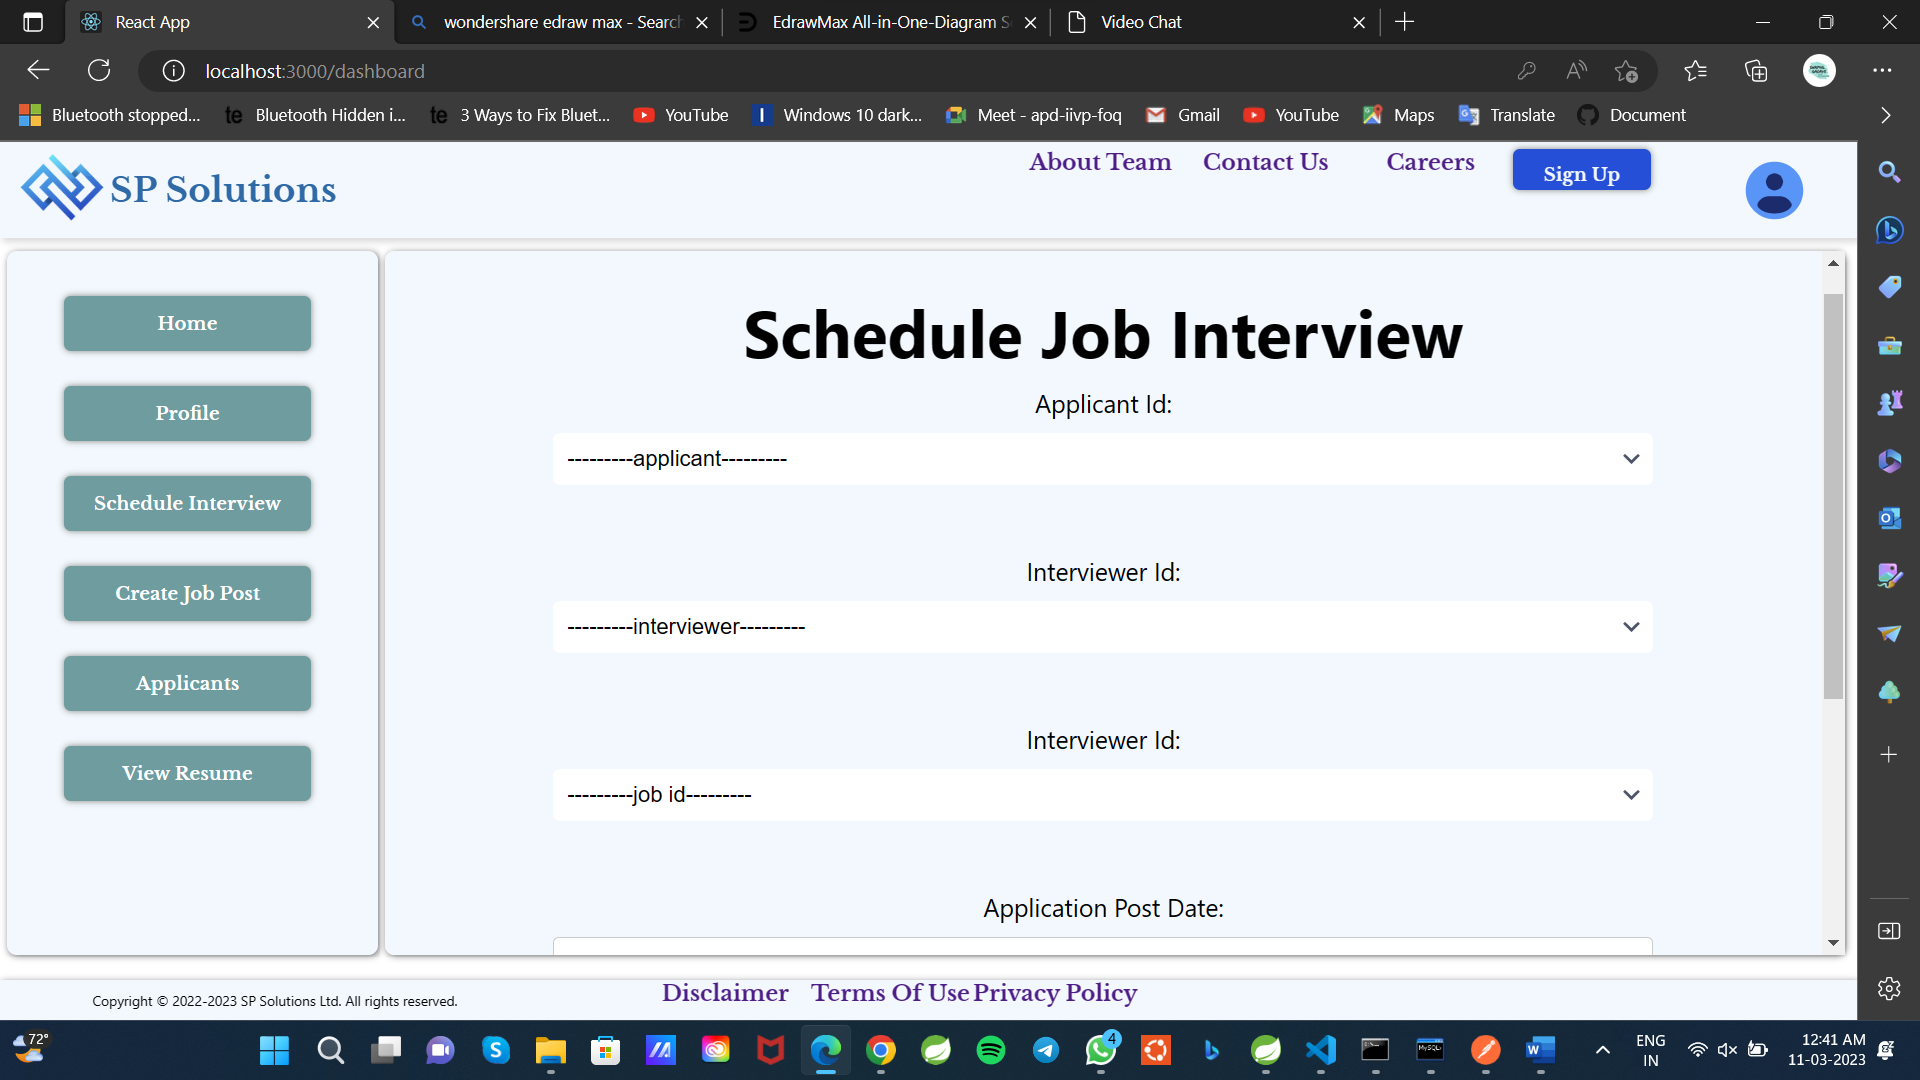 React App
wondershare edraw max - Search
EdrawMax All-in-One-Diagram S
Video Chat
localhost:3000/dashboard
Bluetooth stopped...
Bluetooth Hidden i...
3 Ways to Fix Bluet...
YouTube
Windows 10 dark...
Meet - apd-iivp-foq
Gmail
YouTube
Maps
Translate
Document
SP Solutions
About Team
Contact Us
Careers
Sign Up
Home
Profile
Schedule Interview
Create Job Post
Applicants
View Resume
Schedule Job Interview
Applicant Id:
---------applicant---------
Interviewer Id:
---------interviewer---------
Interviewer Id:
---------job id---------
Application Post Date:
Copyright © 2022-2023 SP Solutions Ltd. All rights reserved.
Disclaimer
Terms Of Use
Privacy Policy
72°
4
ENG
IN
12:41 AM
11-03-2023